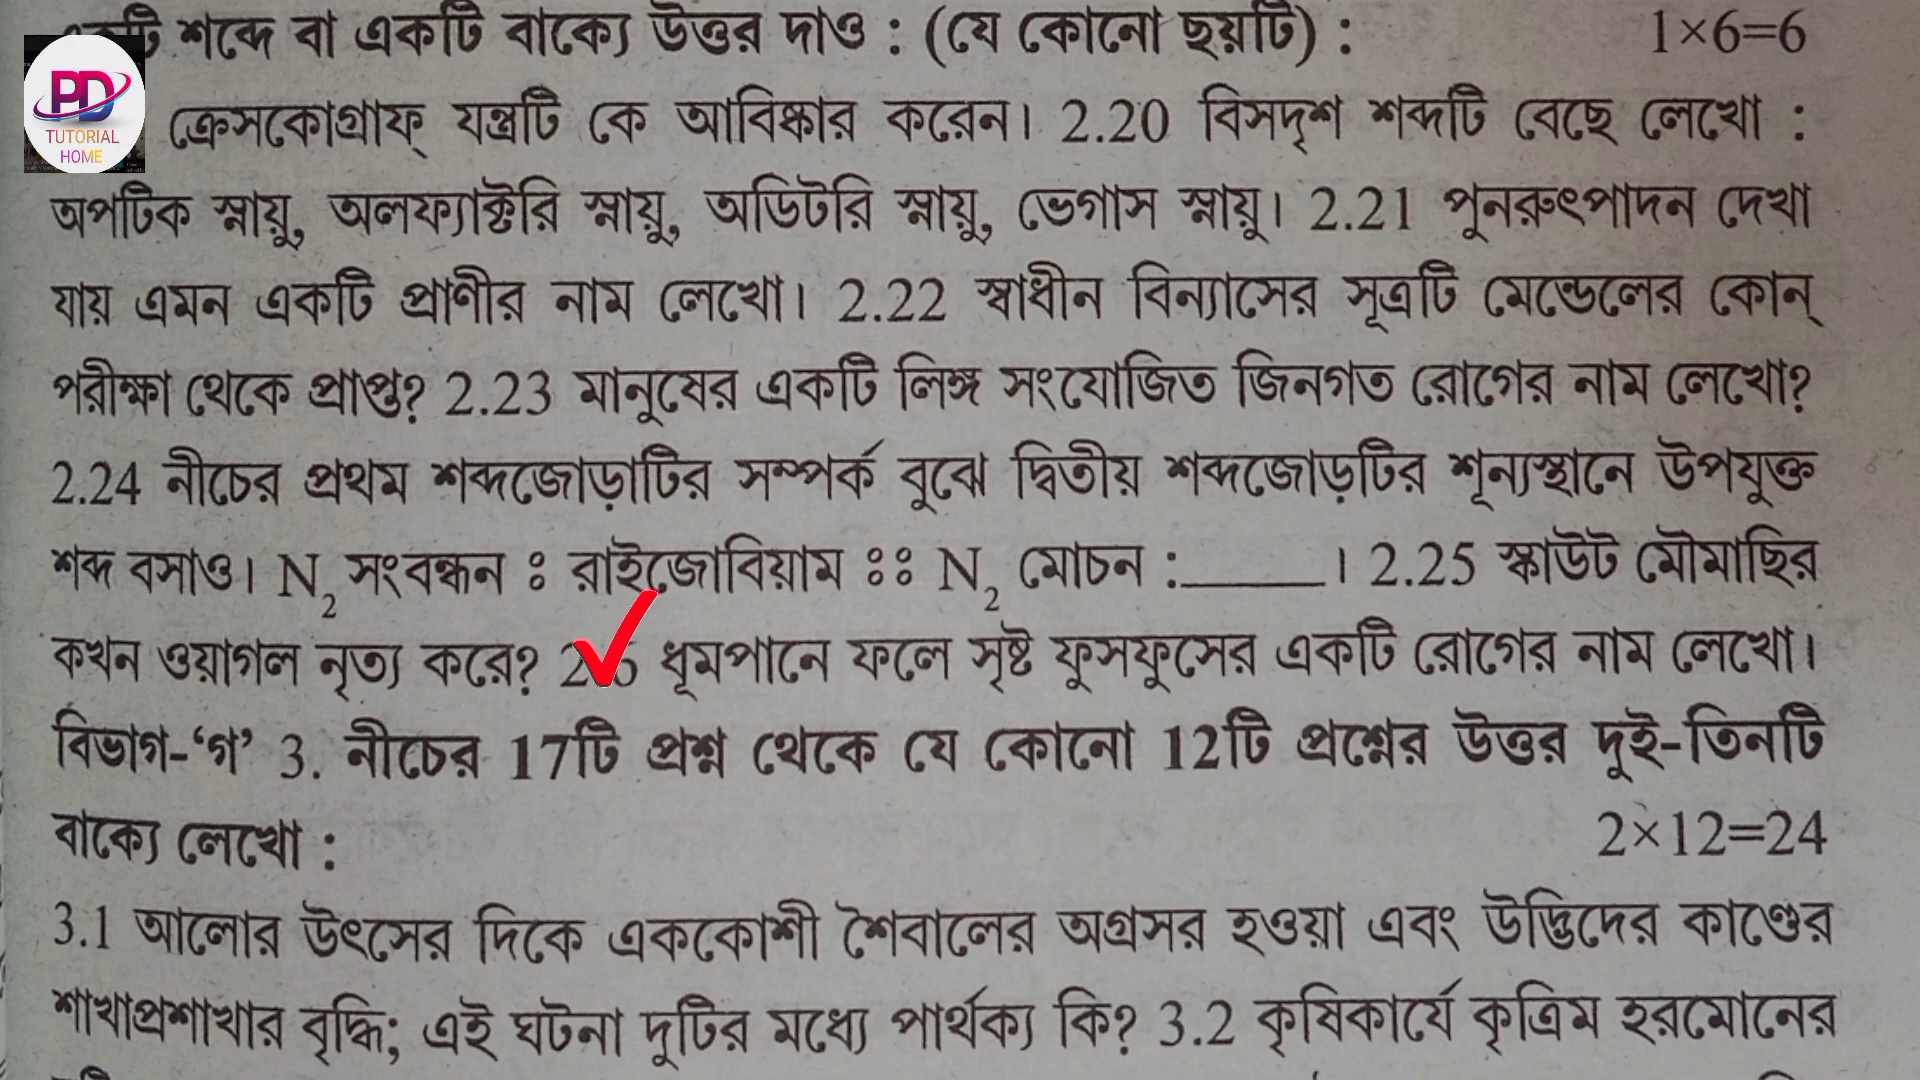 শব্দে বা একটি বাক্যে উত্তর দাও : (যে কোনো ছয়টি) : 1×6=6
PD
TUTORIAL
HOME
ক্রেসকোগ্রাফ্ যন্ত্রটি কে আবিষ্কার করেন। 2.20 বিসদৃশ শব্দটি বেছে লেখো :
অপটিক স্নায়ু, অলফ্যাক্টরি স্নায়ু, অডিটরি স্নায়ু, ভেগাস স্নায়ু। 2.21 পুনরুৎপাদন দেখা
যায় এমন একটি প্রাণীর নাম লেখো। 2.22 স্বাধীন বিন্যাসের সূত্রটি মেন্ডেলের কোন্
পরীক্ষা থেকে প্রাপ্ত? 2.23 মানুষের একটি লিঙ্গ সংযোজিত জিনগত রোগের নাম লেখো?
2.24 নীচের প্রথম শব্দজোড়াটির সম্পর্ক বুঝে দ্বিতীয় শব্দজোড়টির শূন্যস্থানে উপযুক্ত
শব্দ বসাও। N₂ সংবন্ধন ঃ রাইজোবিয়াম ঃঃ N₂ মোচন :_____। 2.25 স্কাউট মৌমাছির
কখন ওয়াগল নৃত্য করে? ধূমপানে ফলে সৃষ্ট ফুসফুসের একটি রোগের নাম লেখো।
বিভাগ-‘গ’ 3. নীচের 17টি প্রশ্ন থেকে যে কোনো 12টি প্রশ্নের উত্তর দুই-তিনটি
বাক্যে লেখো : 2×12=24
3.1 আলোর উৎসের দিকে এককোশী শৈবালের অগ্রসর হওয়া এবং উদ্ভিদের কাণ্ডের
শাখাপ্রশাখার বৃদ্ধি; এই ঘটনা দুটির মধ্যে পার্থক্য কি? 3.2 কৃষিকার্যে কৃত্রিম হরমোনের